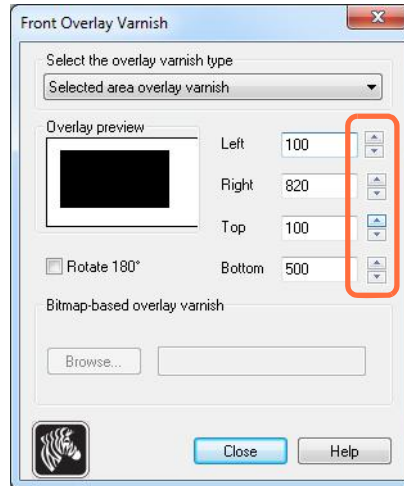 Front Overlay Varnish
Select the overlay varnish type
Selected area overlay varnish
Overlay preview
Left 100
Right 820
Top 100
Rotate 180° Bottom 500
Bitmap-based overlay varnish
Browse...
Close Help